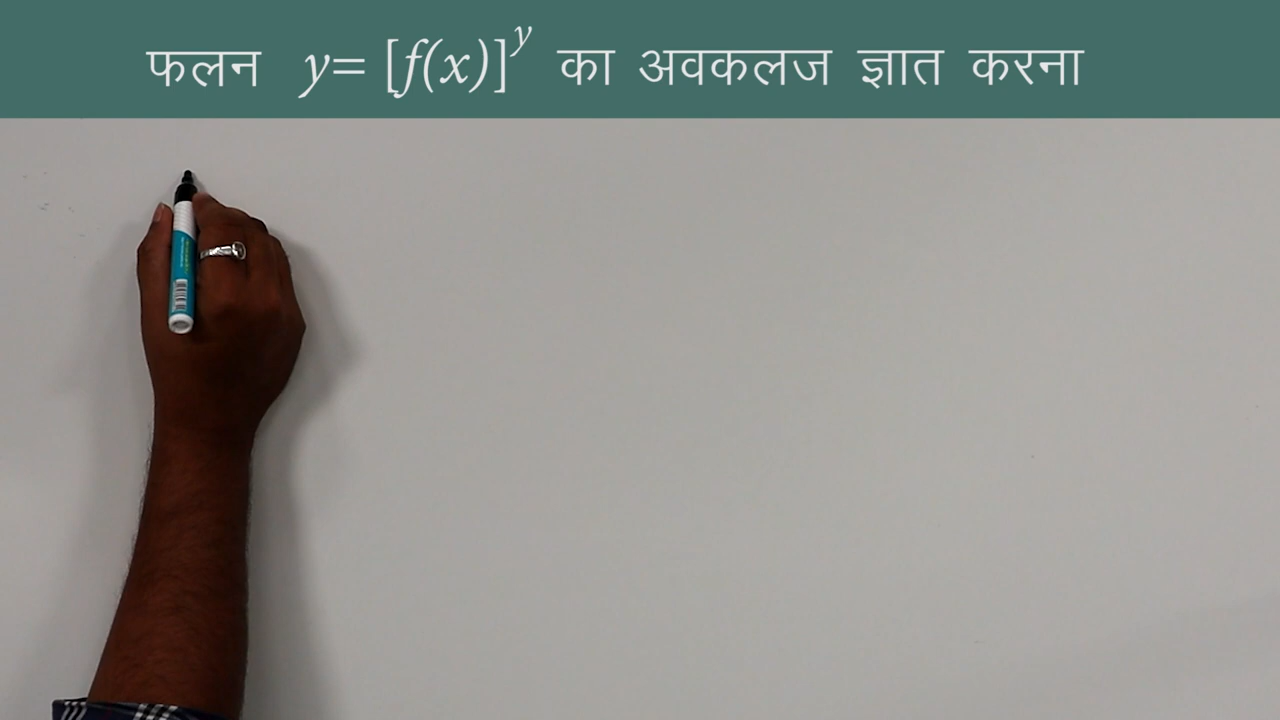 फलन y= [f(x)]^y का अवकलज ज्ञात करना